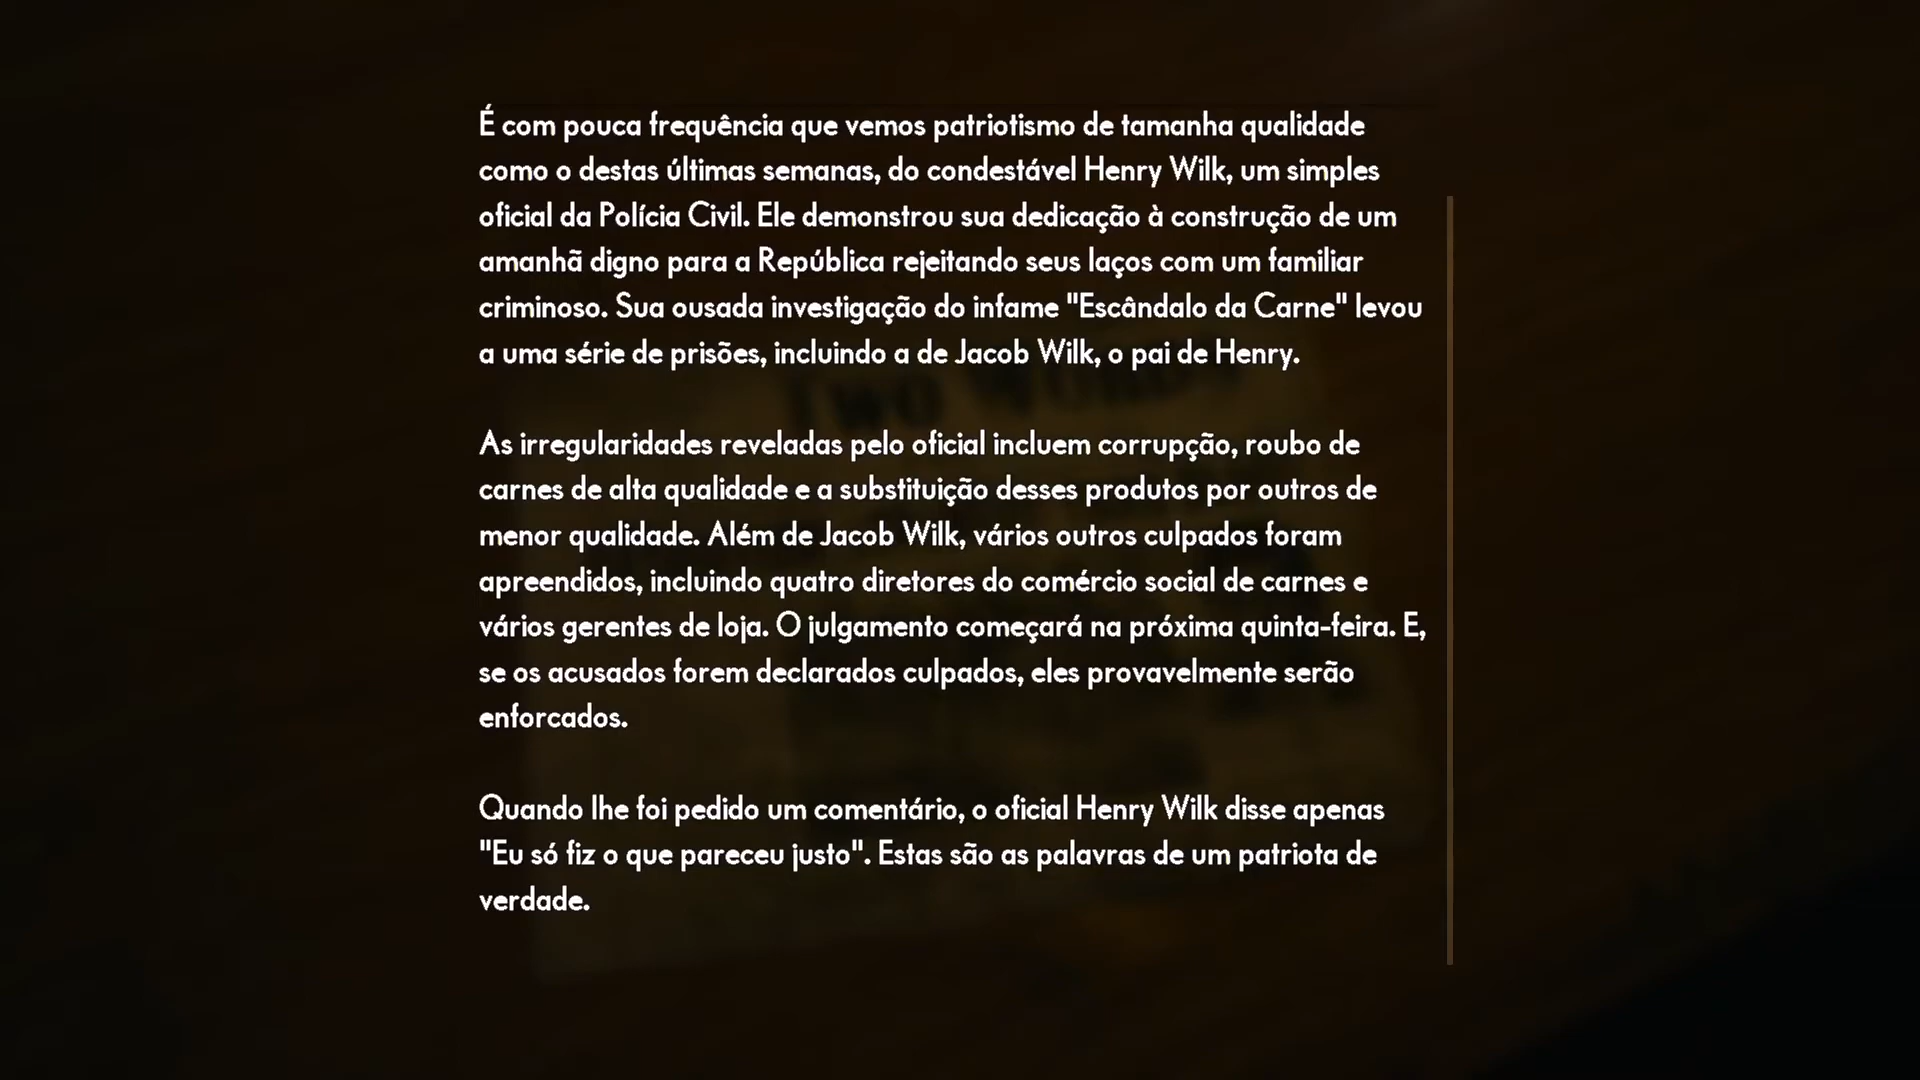 É com pouca frequência que vemos patriotismo de tamanha qualidade
como o destas últimas semanas, do condestável Henry Wilk, um simples
oficial da Polícia Civil. Ele demonstrou sua dedicação à construção de um
amanhã digno para a República rejeitando seus laços com um familiar
criminoso. Sua ousada investigação do infame "Escândalo da Carne" levou
a uma série de prisões, incluindo a de Jacob Wilk, o pai de Henry.
As irregularidades reveladas pelo oficial incluem corrupção, roubo de
carnes de alta qualidade e a substituição desses produtos por outros de
menor qualidade. Além de Jacob Wilk, vários outros culpados foram
apreendidos, incluindo quatro diretores do comércio social de carnes e
vários gerentes de loja. O julgamento começará na próxima quinta-feira. E,
se os acusados forem declarados culpados, eles provavelmente serão
enforcados.
Quando lhe foi pedido um comentário, o oficial Henry Wilk disse apenas
"Eu só fiz o que pareceu justo". Estas são as palavras de um patriota de
verdade.